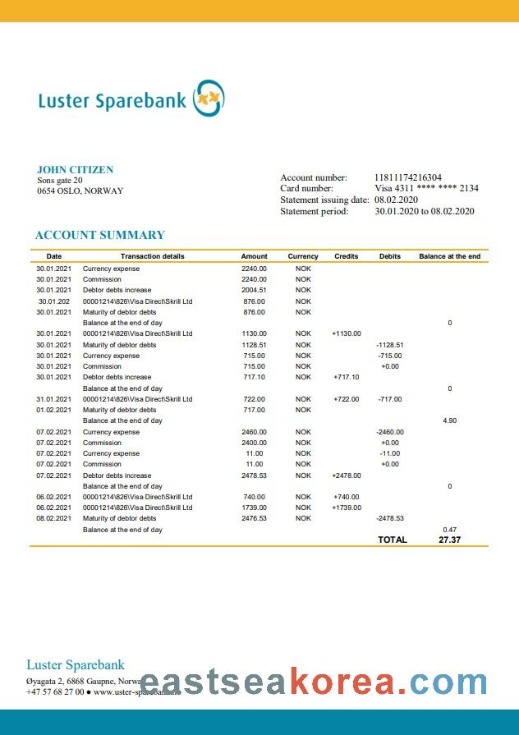 Luster Sparebank
JOHN CITIZEN
Sons gate 20
0654 OSLO, NORWAY
Account number: 11811174216304
Card number: Visa 4311 **** **** 2134
Statement issuing date: 08.02.2020
Statement period: 30.01.2020 to 08.02.2020
ACCOUNT SUMMARY
Date Transaction details Amount Currency Credits Debits Balance at the end
30.01.2021 Currency expense 2240.00 NOK
30.01.2021 Commission 2240.00 NOK
30.01.2021 Debtor debts increase 2004.51 NOK
30.01.202 00001214\826\Visa Direct\Skrill Ltd 876.00 NOK
30.01.2021 Maturity of debtor debts 876.00 NOK
Balance at the end of day 0
30.01.2021 00001214\826\Visa Direct\Skrill Ltd 1130.00 NOK +1130.00
30.01.2021 Maturity of debtor debts 1128.51 NOK -1128.51
30.01.2021 Currency expense 715.00 NOK -715.00
30.01.2021 Commission 715.00 NOK +0.00
30.01.2021 Debtor debts increase 717.10 NOK +717.10
Balance at the end of day 0
31.01.2021 00001214\826\Visa Direct\Skrill Ltd 722.00 NOK +722.00 -717.00
01.02.2021 Maturity of debtor debts 717.00 NOK
Balance at the end of day 4.90
07.02.2021 Currency expense 2460.00 NOK -2460.00
07.02.2021 Commission 2400.00 NOK +0.00
07.02.2021 Currency expense 11.00 NOK -11.00
07.02.2021 Commission 11.00 NOK +0.00
07.02.2021 Debtor debts increase 2478.53 NOK +2478.00
Balance at the end of day 0
06.02.2021 00001214\826\Visa Direct\Skrill Ltd 740.00 NOK +740.00
06.02.2021 00001214\826\Visa Direct\Skrill Ltd 1739.00 NOK +1739.00
08.02.2021 Maturity of debtor debts 2476.53 NOK -2478.53
Balance at the end of day 0.47
TOTAL 27.37
Luster Sparebank
Øyagata 2, 6868 Gaupne, Norway
+47 57 68 27 00 ● www.luster-sparebank.no
eastseakorea.com